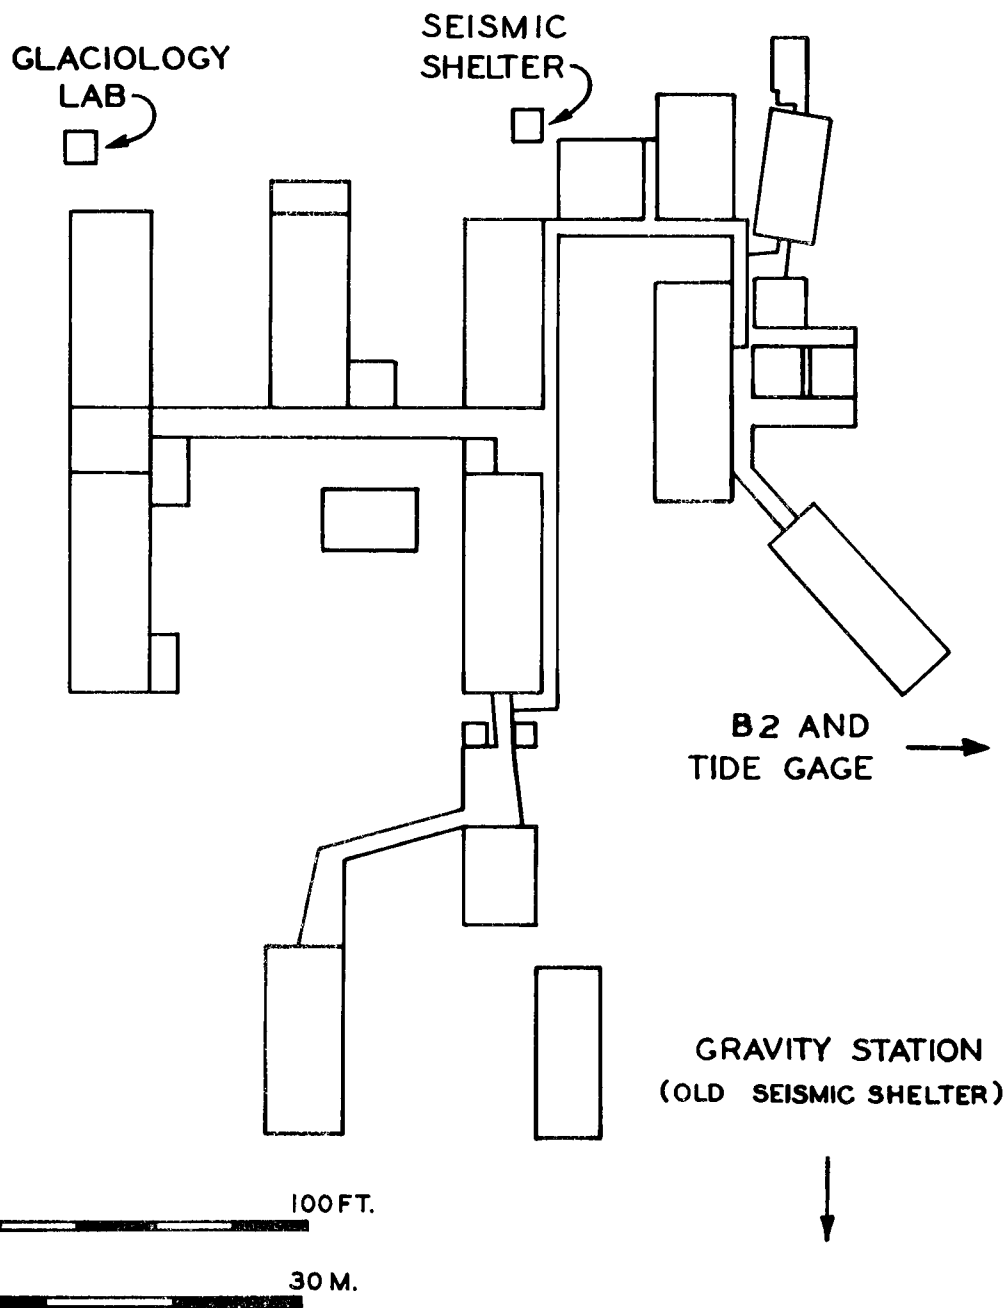 GLACIOLOGY
LAB
SEISMIC
SHELTER
B2 AND
TIDE GAGE
GRAVITY STATION
(OLD SEISMIC SHELTER)
100 FT.
30 M.